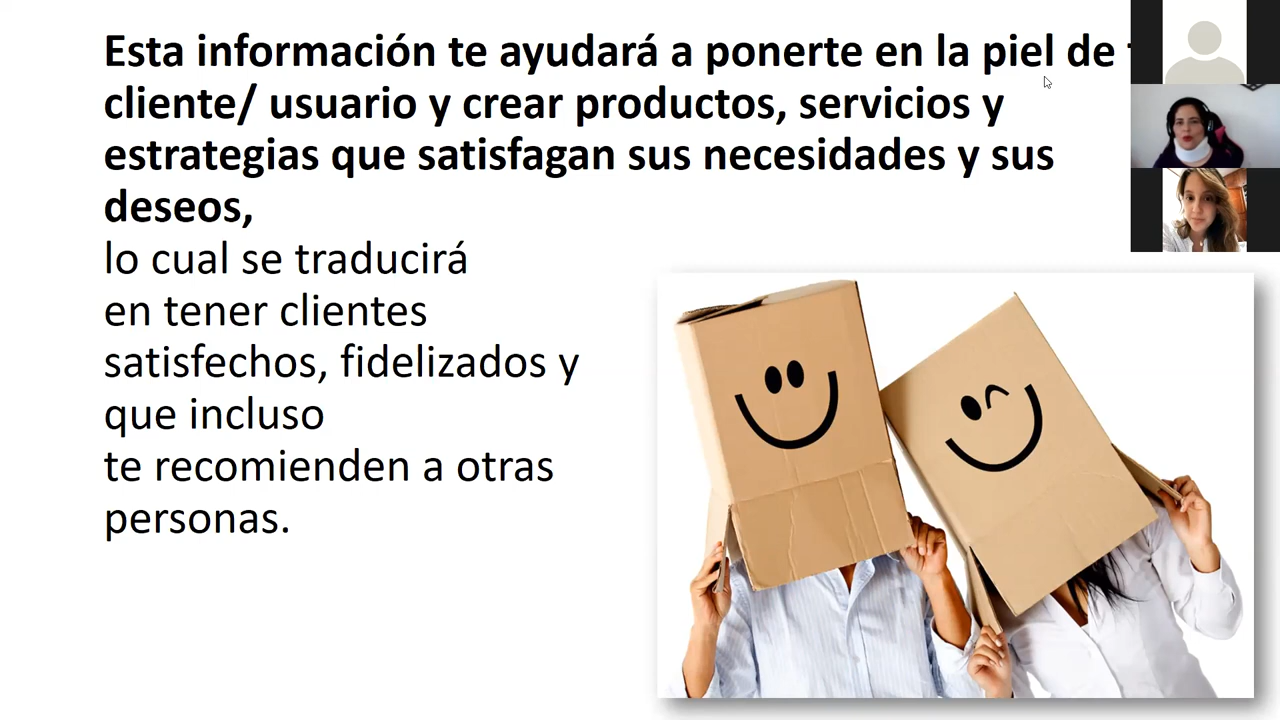 Esta información te ayudará a ponerte en la piel de
cliente/ usuario y crear productos, servicios y
estrategias que satisfagan sus necesidades y sus
deseos,
lo cual se traducirá
en tener clientes
satisfechos, fidelizados y
que incluso
te recomienden a otras
personas.